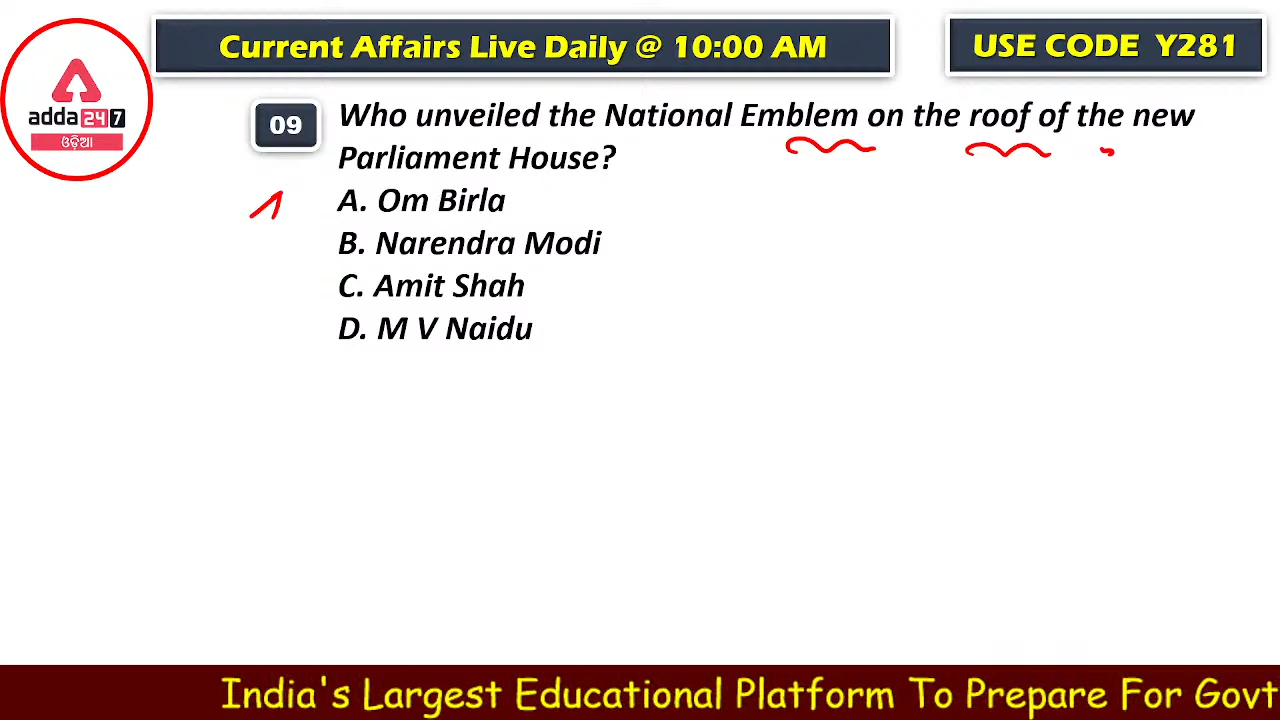 Current Affairs Live Daily @ 10:00 AM
USE CODE Y281
adda 24 7
ଓଡ଼ିଆ
09
Who unveiled the National Emblem on the roof of the new
Parliament House?
A. Om Birla
B. Narendra Modi
C. Amit Shah
D. M V Naidu
India's Largest Educational Platform To Prepare For Govt